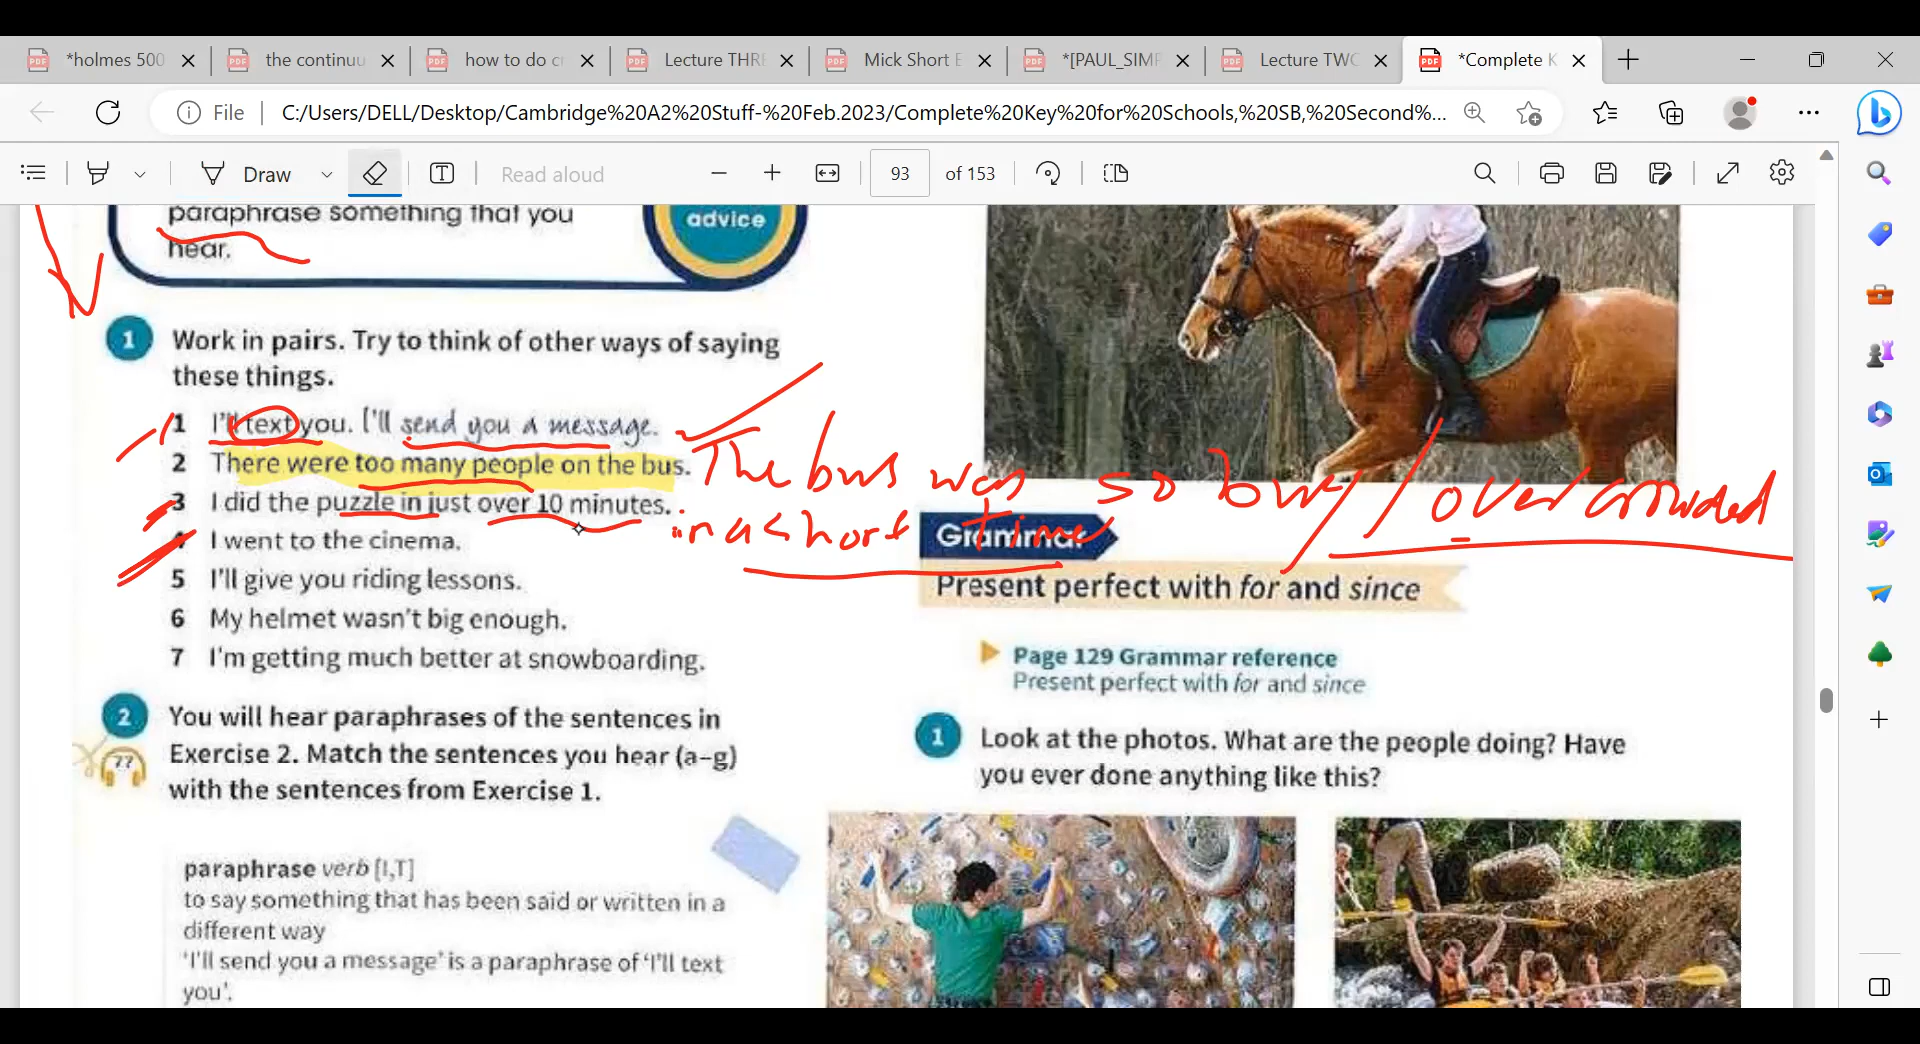 *holmes 500
the continuu
how to do c
Lecture THRE
Mick Short
*[PAUL_SIMP
Lecture TWO
*Complete K
File
C:/Users/DELL/Desktop/Cambridge%20A2%20Stuff-%20Feb.2023/Complete%20Key%20for%20Schools,%20SB,%20Second%...
Draw
Read aloud
93
of 153
paraphrase something that you
hear.
advice
1 Work in pairs. Try to think of other ways of saying
these things.
1 I'll text you. I'll send you a message.
2 There were too many people on the bus.
The bus was so busy / overcrowded
3 I did the puzzle in just over 10 minutes.
in a short time
4 I went to the cinema.
5 I'll give you riding lessons.
6 My helmet wasn't big enough.
7 I'm getting much better at snowboarding.
2 You will hear paraphrases of the sentences in
77 Exercise 2. Match the sentences you hear (a–g)
with the sentences from Exercise 1.
paraphrase verb [I,T]
to say something that has been said or written in a
different way
'I'll send you a message' is a paraphrase of 'I'll text
you'.
Grammar
Present perfect with for and since
Page 129 Grammar reference
Present perfect with for and since
1 Look at the photos. What are the people doing? Have
you ever done anything like this?